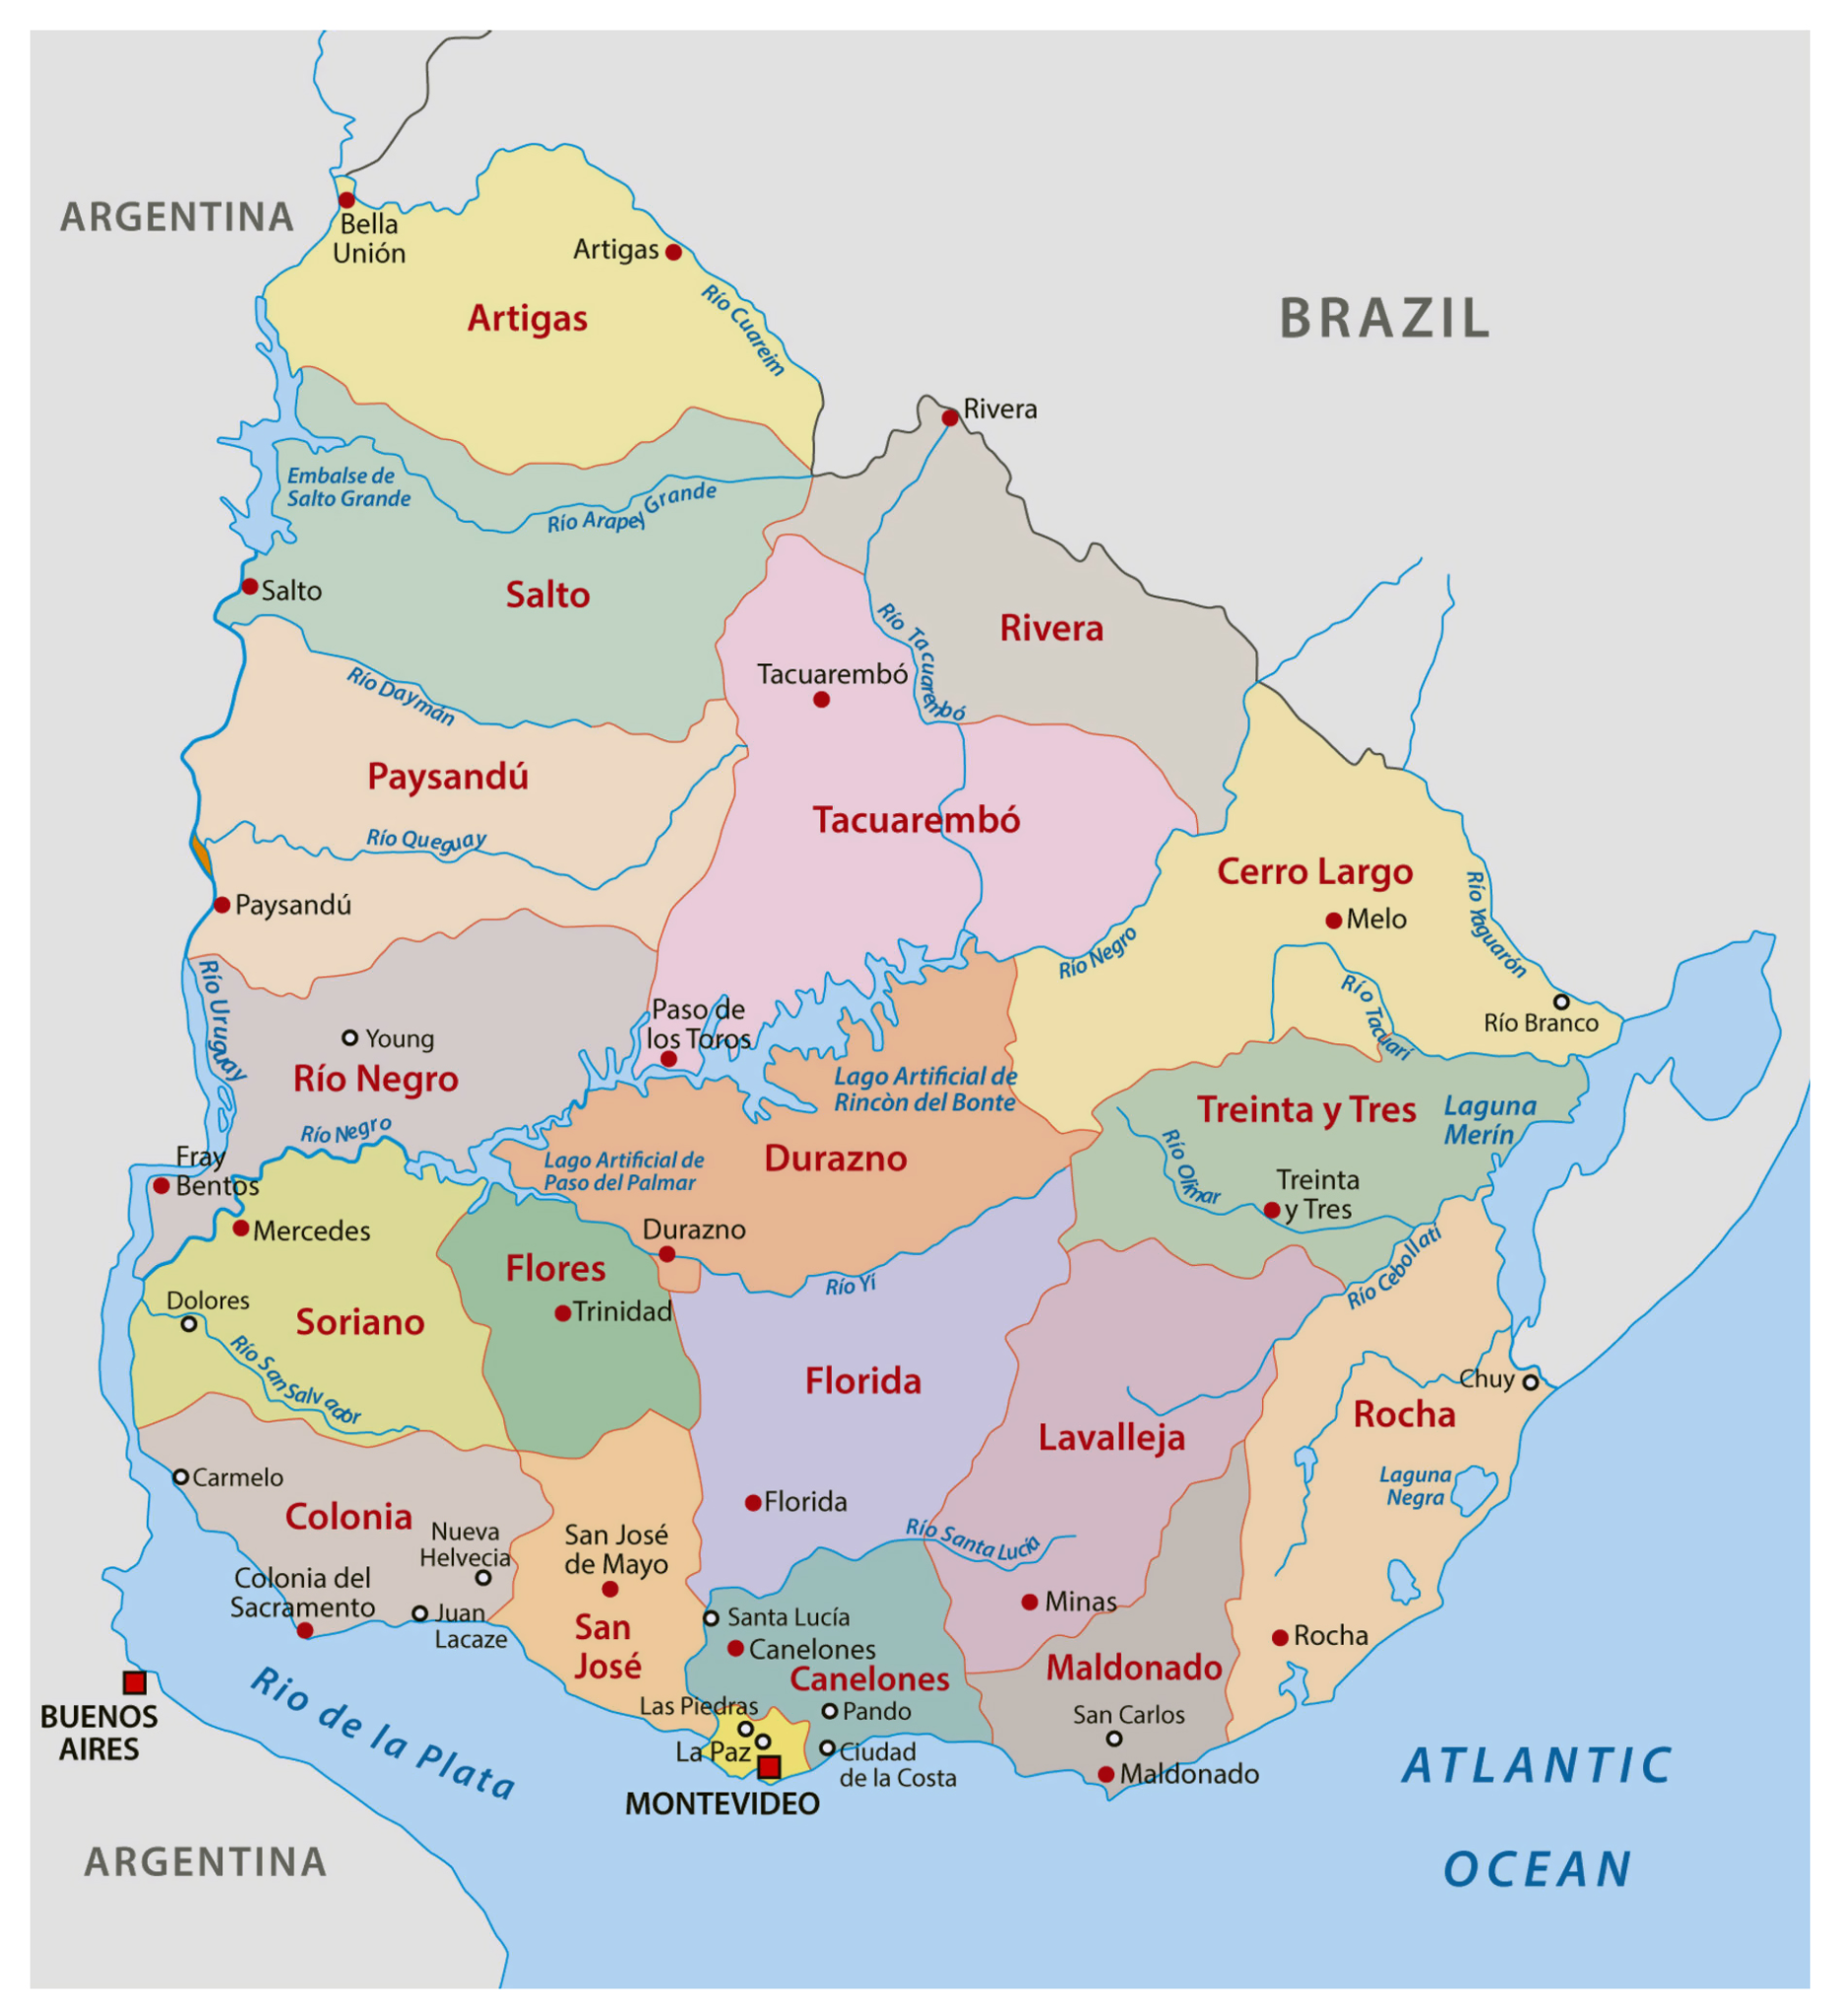 ARGENTINA
Bella
Unión
Artigas
Artigas
Río Cuareim
BRAZIL
Rivera
Embalse de
Salto Grande
Río Arapey Grande
Salto
Salto
Rivera
Río Tacuarembó
Tacuarembó
Río Daymán
Paysandú
Tacuarembó
Río Queguay
Cerro Largo
Paysandú
Melo
Río Yaguarón
Río Negro
Río Uruguay
Río Tacuarí
Río Branco
Paso de
los Toros
Young
Río Negro
Lago Artificial de
Rincòn del Bonte
Treinta y Tres
Laguna
Merín
Río Negro
Fray
Bentos
Lago Artificial de
Paso del Palmar
Durazno
Río Olimar
Treinta
y Tres
Mercedes
Durazno
Flores
Río Yí
Río Cebollatí
Dolores
Soriano
Trinidad
Río San Salvador
Florida
Chuy
Rocha
Lavalleja
Carmelo
Laguna
Negra
Colonia
Florida
Nueva
Helvecia
San José
de Mayo
Río Santa Lucía
Colonia del
Sacramento
Juan
Lacaze
Minas
Santa Lucía
San
José
Canelones
Rocha
Canelones
Maldonado
Rio de la Plata
BUENOS
AIRES
Las Piedras
Pando
San Carlos
La Paz
Ciudad
de la Costa
Maldonado
MONTEVIDEO
ATLANTIC
OCEAN
ARGENTINA